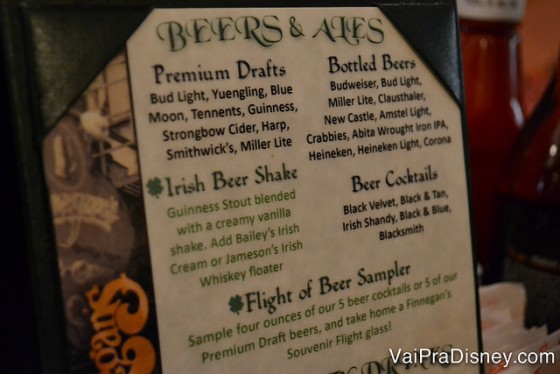 BEERS & ALES
Premium Drafts
Bud Light, Yuengling, Blue
Moon, Tennents, Guinness,
Strongbow Cider, Harp,
Smithwick's, Miller Lite
Bottled Beers
Budweiser, Bud Light,
Miller Lite, Clausthaler,
New Castle, Amstel Light,
Crabbies, Abita Wrought Iron IPA,
Heineken, Heineken Light, Corona
Irish Beer Shake
Guinness Stout blended
with a creamy vanilla
shake. Add Bailey's Irish
Cream or Jameson's Irish
Whiskey floater
Beer Cocktails
Black Velvet, Black & Tan,
Irish Shandy, Black & Blue,
Blacksmith
Flight of Beer Sampler
Sample four ounces of our 5 beer cocktails or 5 of our
Premium Draft beers, and take home a Finnegan's
Souvenir Flight glass!
VaiPraDisney.com